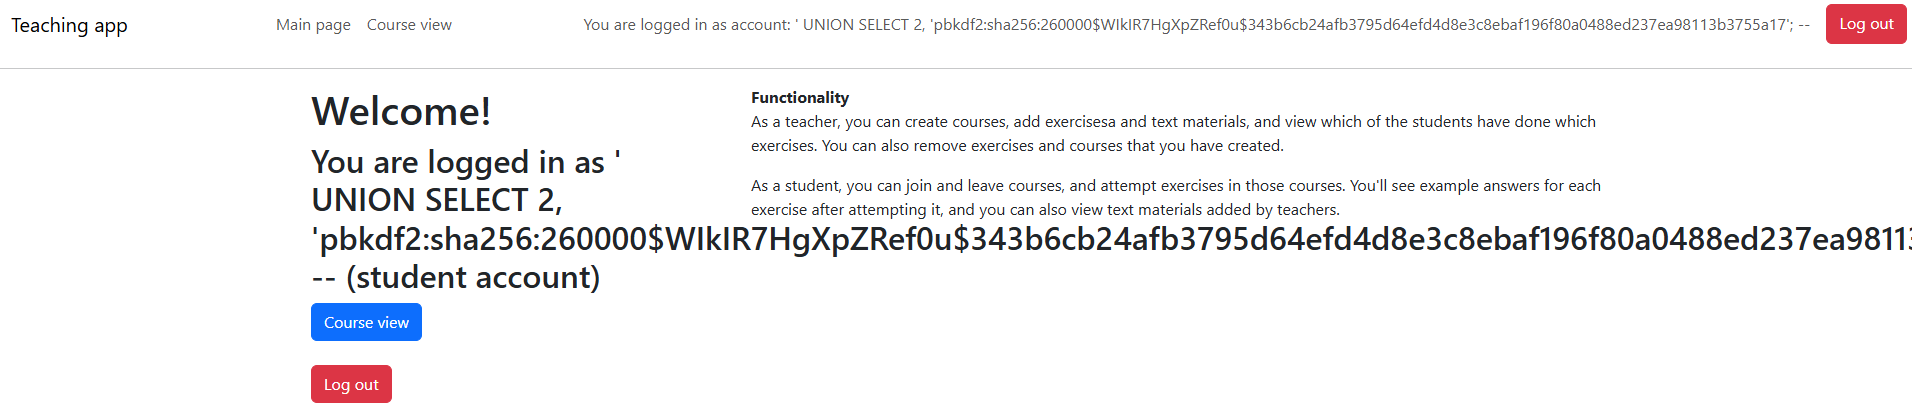 Teaching app
Main page
Course view
You are logged in as account: ' UNION SELECT 2, 'pbkdf2:sha256:260000$WIkIR7HgXpZRef0u$343b6cb24afb3795d64efd4d8e3c8ebaf196f80a0488ed237ea98113b3755a17'; --
Log out
Welcome!
You are logged in as '
UNION SELECT 2,
'pbkdf2:sha256:260000$WIkIR7HgXpZRef0u$343b6cb24afb3795d64efd4d8e3c8ebaf196f80a0488ed237ea98113
-- (student account)
Course view
Log out
Functionality
As a teacher, you can create courses, add exercisesa and text materials, and view which of the students have done which
exercises. You can also remove exercises and courses that you have created.
As a student, you can join and leave courses, and attempt exercises in those courses. You'll see example answers for each
exercise after attempting it, and you can also view text materials added by teachers.